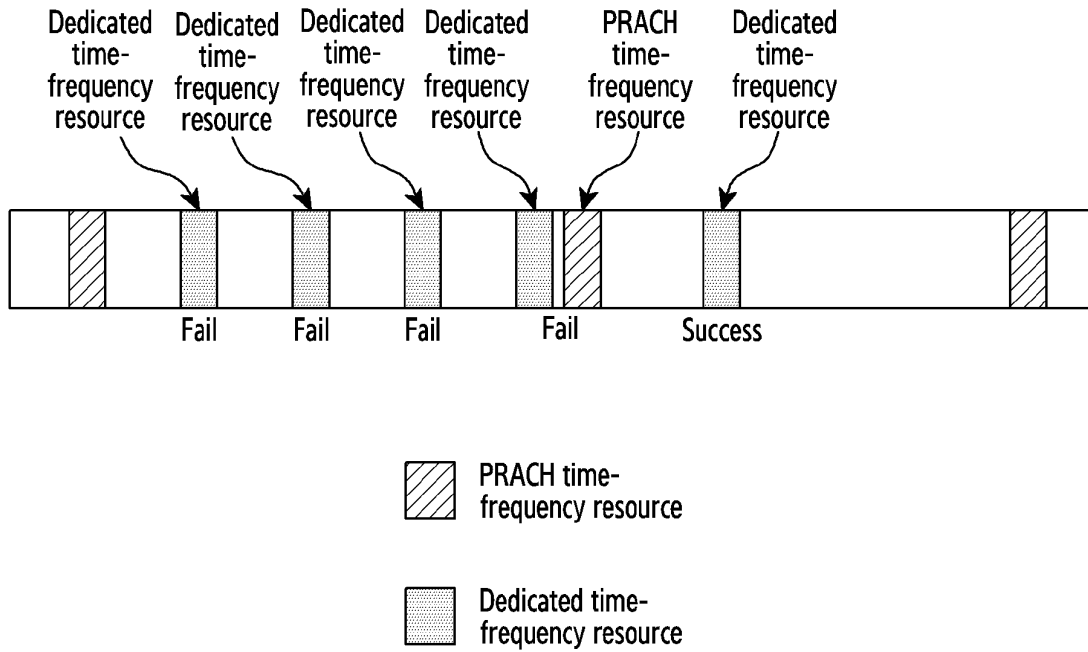 Dedicated
time-
frequency
resource
Dedicated
time-
frequency
resource
Dedicated
time-
frequency
resource
Dedicated
time-
frequency
resource
PRACH
time-
frequency
resource
Dedicated
time-
frequency
resource
Fail
Fail
Fail
Fail
Success
PRACH time-
frequency resource
Dedicated time-
frequency resource